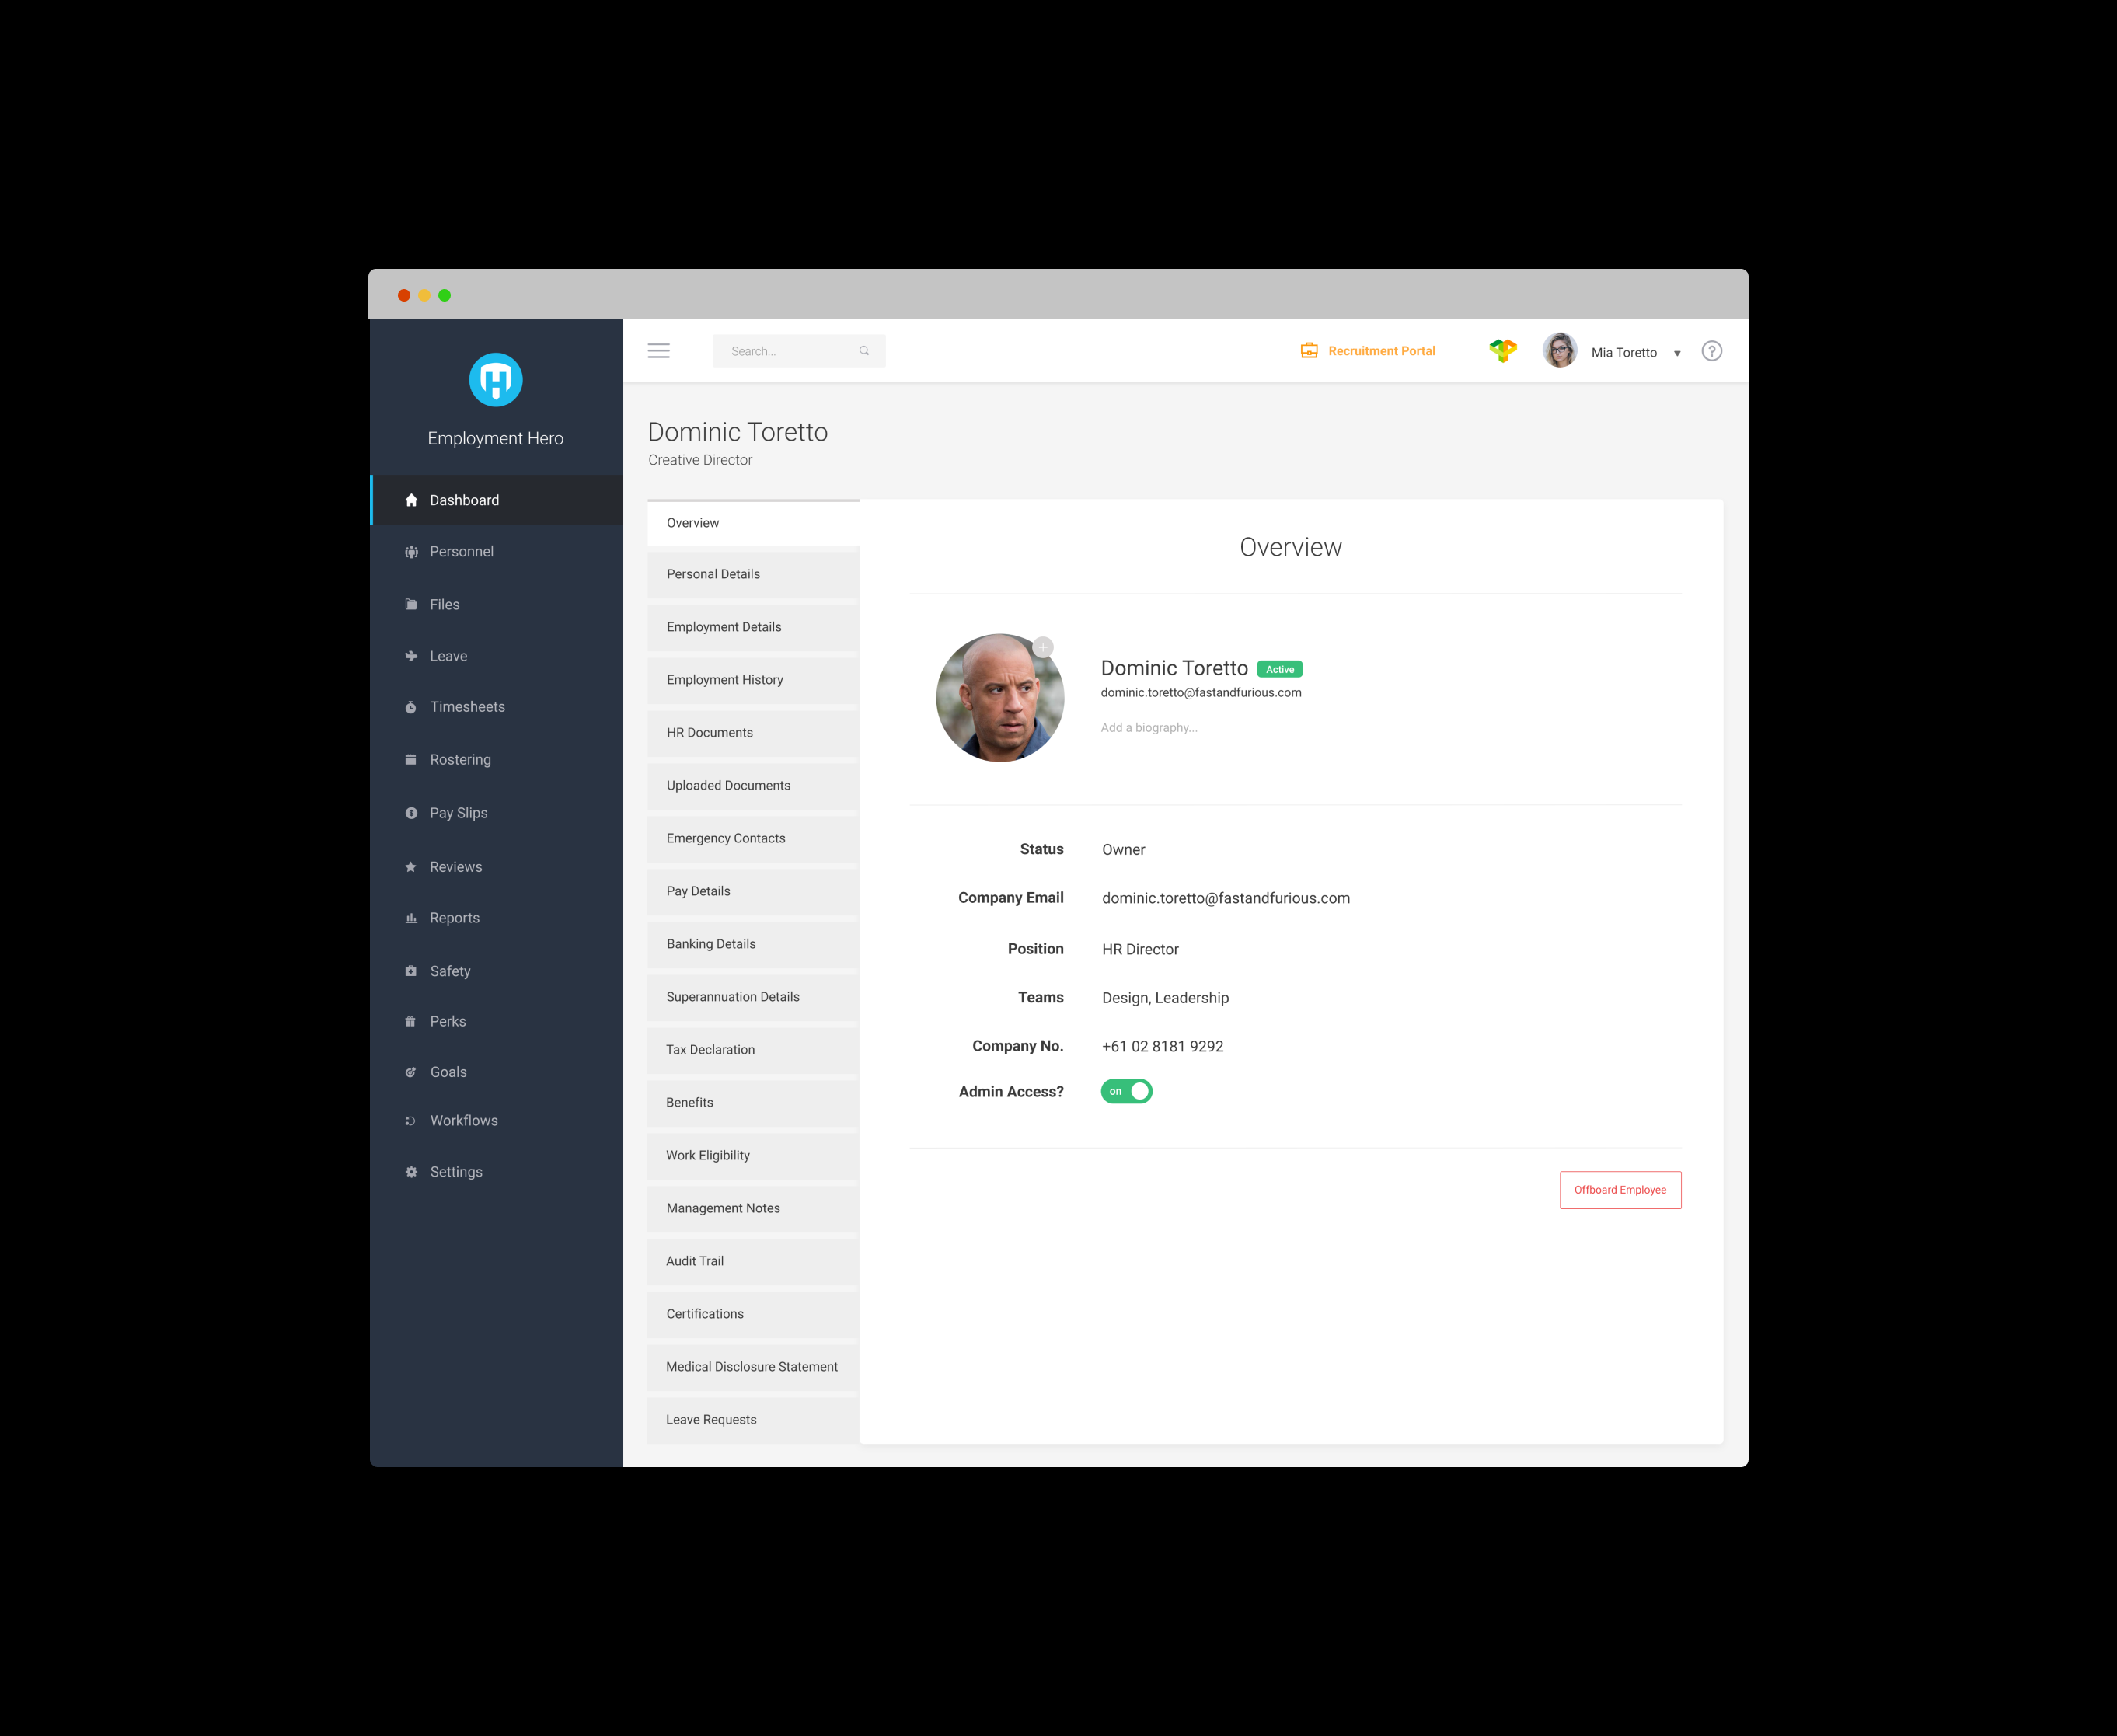 Employment Hero
Dashboard
Personnel
Files
Leave
Timesheets
Rostering
Pay Slips
Reviews
Reports
Safety
Perks
Goals
Workflows
Settings
Search...
Recruitment Portal
Mia Toretto
?
Dominic Toretto
Creative Director
Overview
Personal Details
Employment Details
Employment History
HR Documents
Uploaded Documents
Emergency Contacts
Pay Details
Banking Details
Superannuation Details
Tax Declaration
Benefits
Work Eligibility
Management Notes
Audit Trail
Certifications
Medical Disclosure Statement
Leave Requests
Overview
Dominic Toretto Active
dominic.toretto@fastandfurious.com
Add a biography...
Status Owner
Company Email dominic.toretto@fastandfurious.com
Position HR Director
Teams Design, Leadership
Company No. +61 02 8181 9292
Admin Access? on
Offboard Employee